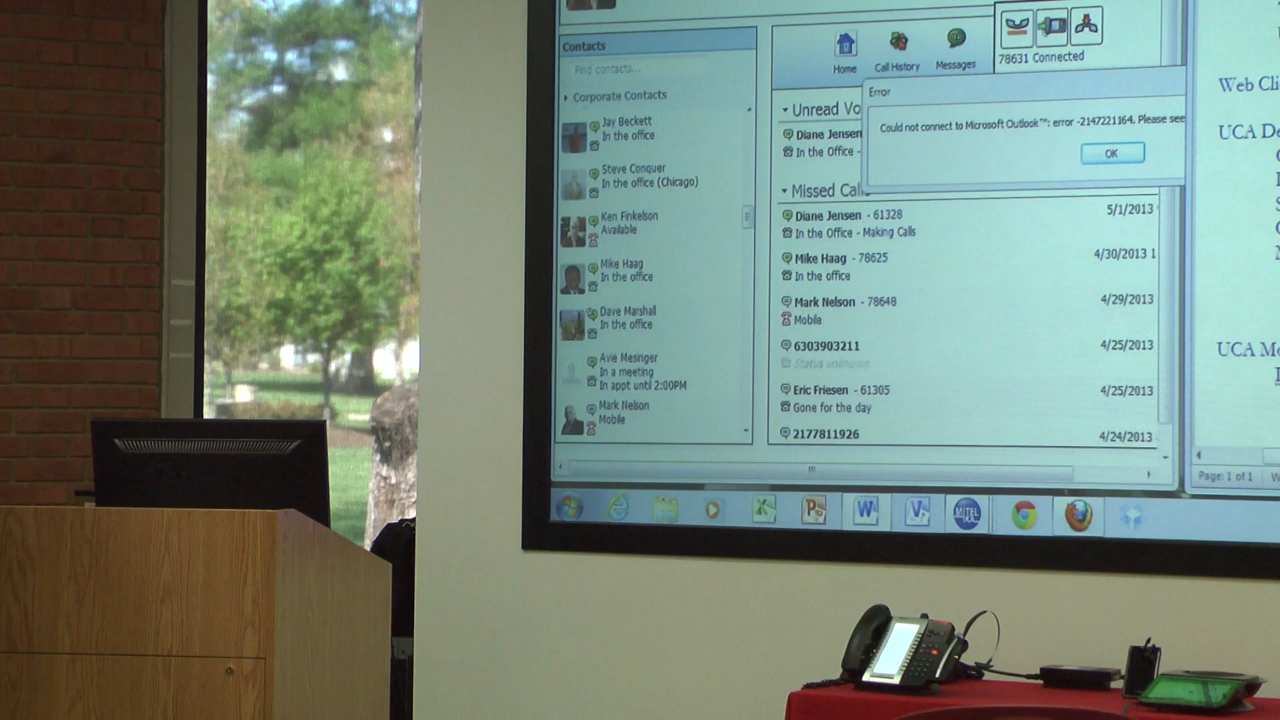 Contacts
Find contacts...
Corporate Contacts
Jay Beckett
In the office
Steve Conquer
In the office (Chicago)
Ken Finkelson
Available
Mike Haag
In the office
Dave Marshall
In the office
Avie Mesinger
In a meeting
In appt until 2:00PM
Mark Nelson
Mobile
Home
Call History
Messages
78631 Connected
Error
Could not connect to Microsoft Outlook™: error -2147221164. Please see
OK
Unread Vo
Diane Jensen
In the Office -
Missed Cal
Diane Jensen - 61328 5/1/2013
In the Office - Making Calls
Mike Haag - 78625 4/30/2013 1
In the office
Mark Nelson - 78648 4/29/2013
Mobile
6303903211 4/25/2013
Status unknown
Eric Friesen - 61305 4/25/2013
Gone for the day
2177811926 4/24/2013
Web Cli
UCA De
UCA Mo
Page: 1 of 1 W
MITEL